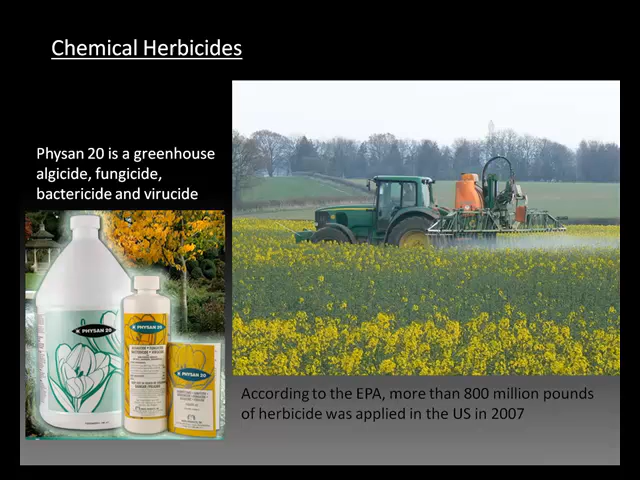 Chemical Herbicides
Physan 20 is a greenhouse
algicide, fungicide,
bactericide and virucide
PHYSAN 20
PHYSAN 20
PHYSAN 20
According to the EPA, more than 800 million pounds
of herbicide was applied in the US in 2007